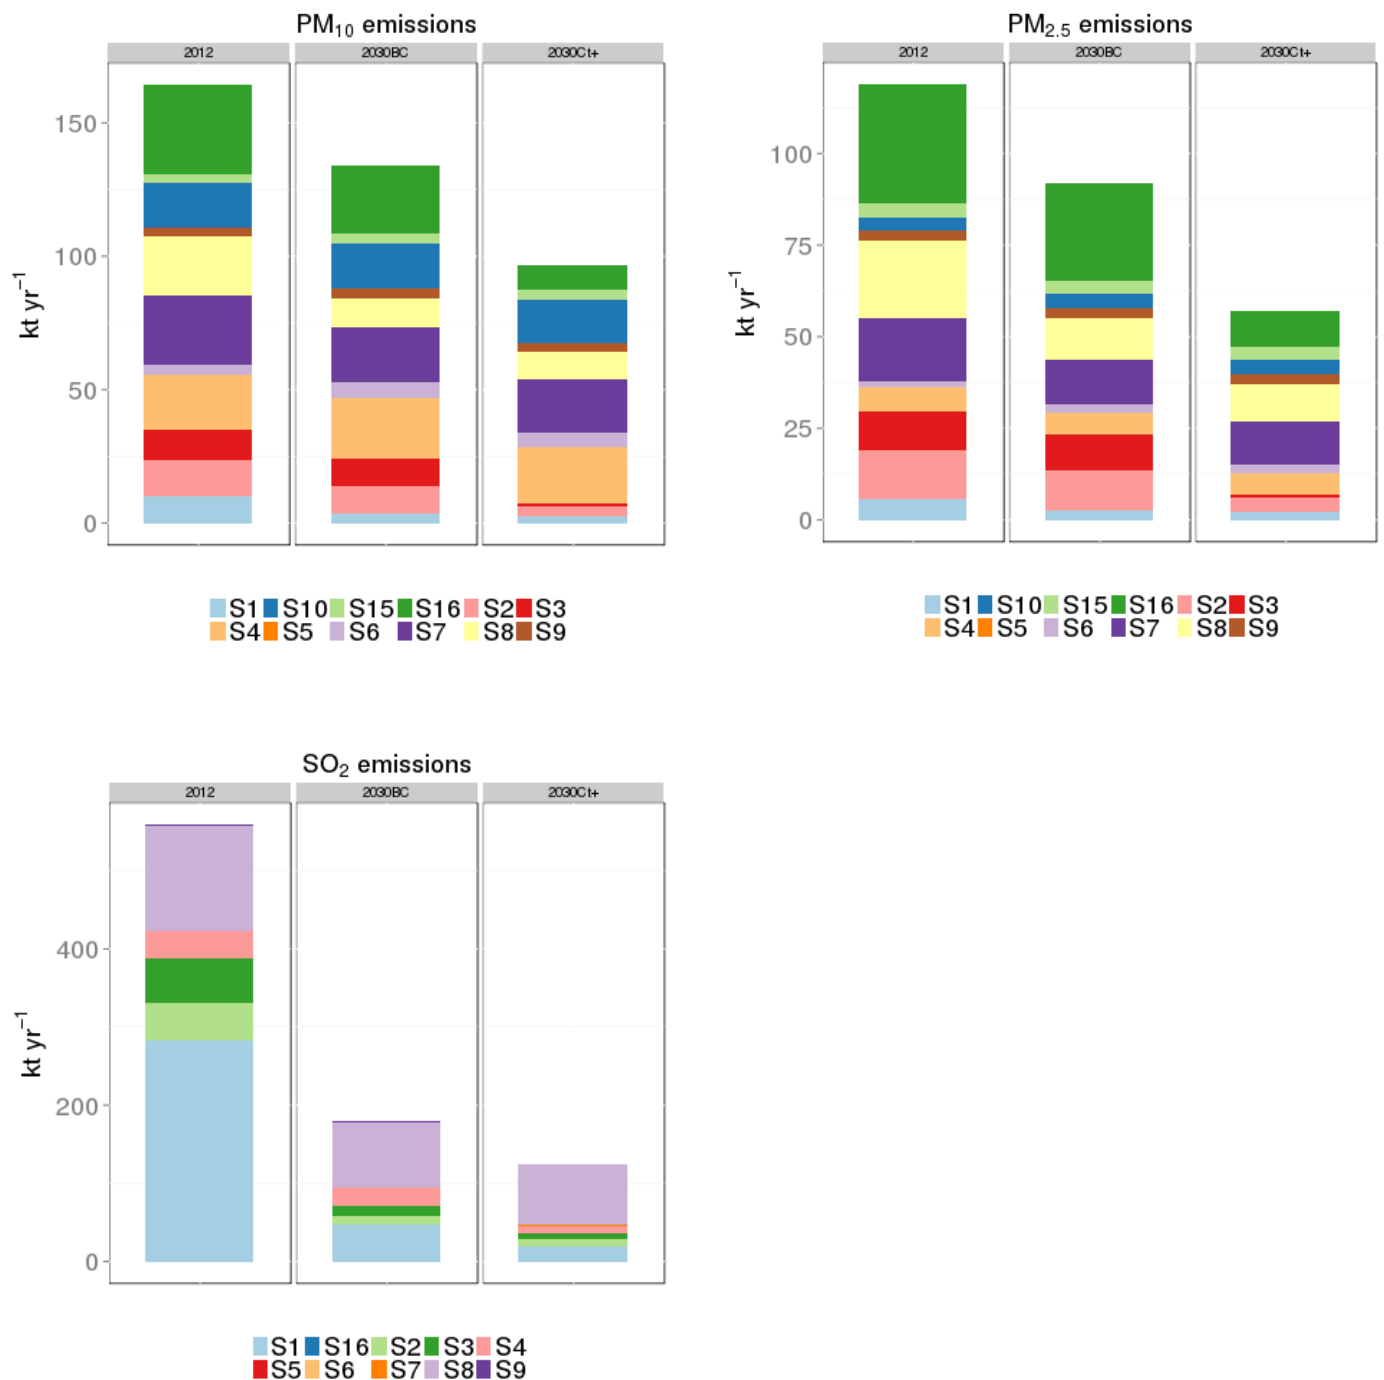 PM₁₀ emissions
2012 2030BC 2030Ct+
150
100
50
0
kt yr⁻¹
S1 S10 S15 S16 S2 S3
S4 S5 S6 S7 S8 S9
PM₂.₅ emissions
2012 2030BC 2030Ct+
100
75
50
25
0
kt yr⁻¹
S1 S10 S15 S16 S2 S3
S4 S5 S6 S7 S8 S9
SO₂ emissions
2012 2030BC 2030Ct+
400
200
0
kt yr⁻¹
S1 S16 S2 S3 S4
S5 S6 S7 S8 S9